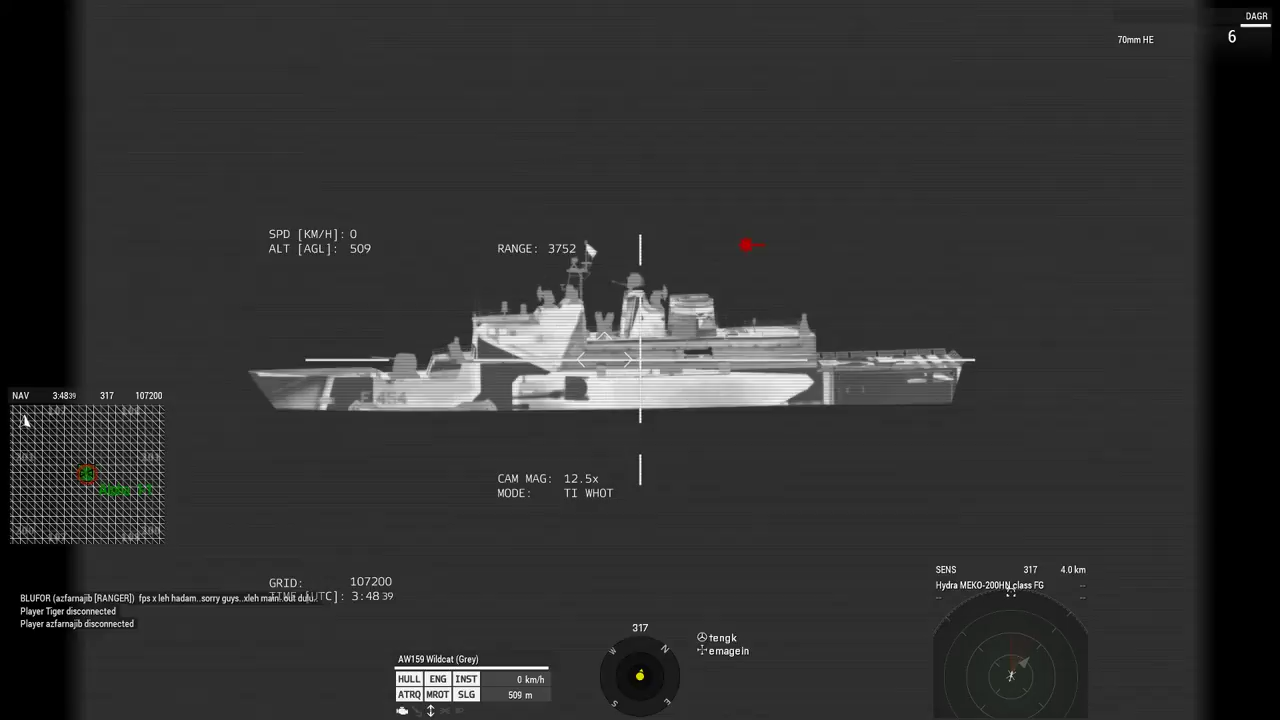 DAGR
70mm HE
6
SPD [KM/H]: 0
ALT [AGL]: 509
RANGE: 3752
F 454
NAV 3:48 39 317 107200
CAM MAG: 12.5x
MODE: TI WHOT
GRID: 107200
TIME [UTC]: 3:48 39
BLUFOR (azfarnajib [RANGER]) fps x leh hadam..sorry guys..xleh main..out dulu..
Player Tiger disconnected
Player azfarnajib disconnected
SENS 317 4.0 km
Hydra MEKO-200HN class FG
317
N
W
E
S
tengk
emagein
AW159 Wildcat (Grey)
HULL ENG INST 0 km/h
ATRQ MROT SLG 509 m